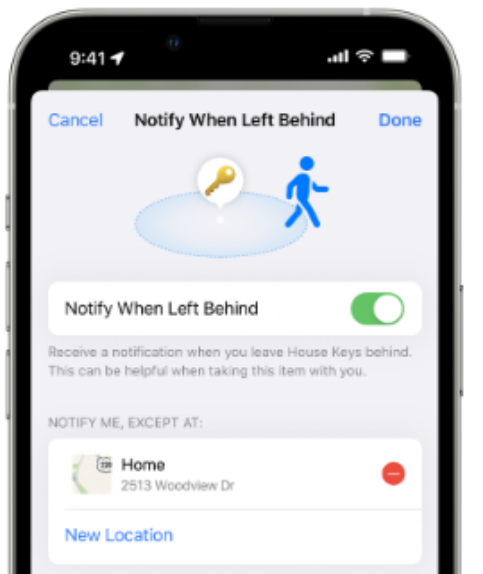 9:41
Cancel Notify When Left Behind Done
Notify When Left Behind
Receive a notification when you leave House Keys behind.
This can be helpful when taking this item with you.
NOTIFY ME, EXCEPT AT:
Home
2513 Woodview Dr
New Location